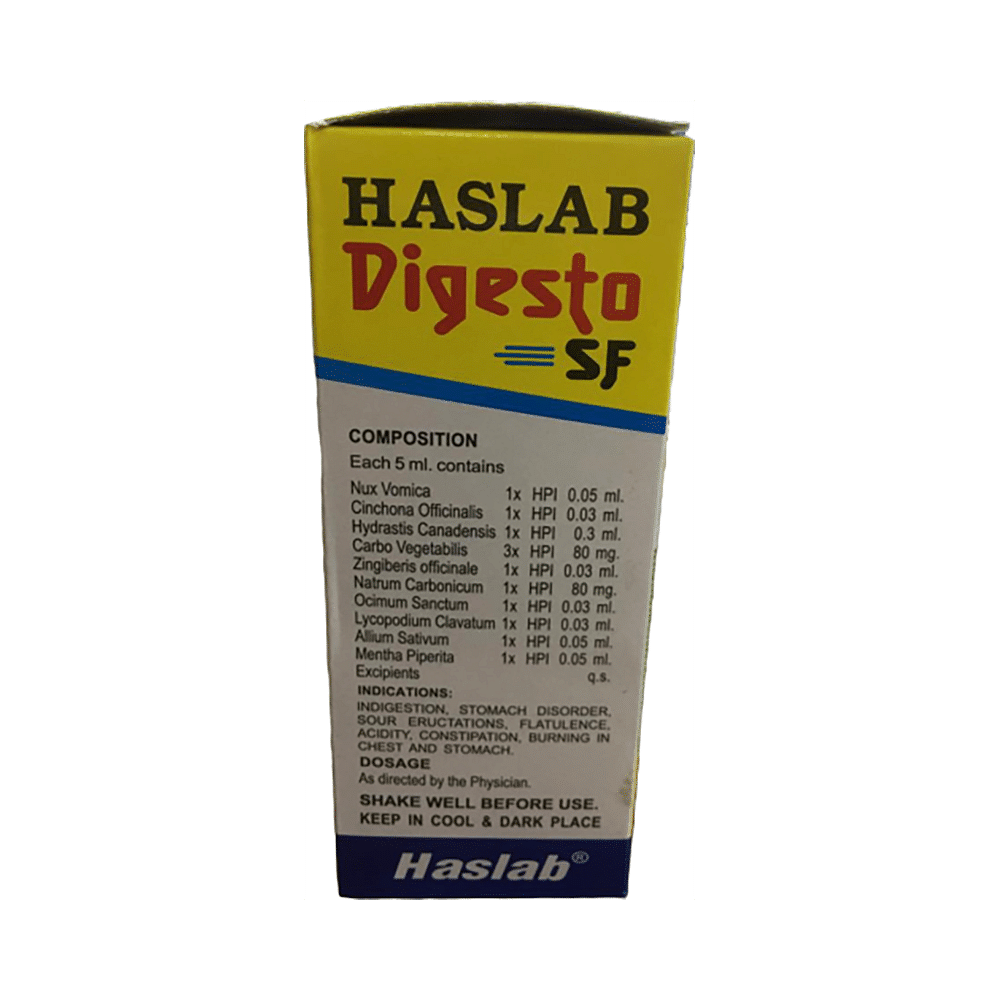 HASLAB
Digesto
SF
COMPOSITION
Each 5 ml. contains
Nux Vomica 1x HPI 0.05 ml.
Cinchona Officinalis 1x HPI 0.03 ml.
Hydrastis Canadensis 1x HPI 0.3 ml.
Carbo Vegetabilis 3x HPI 80 mg.
Zingiberis officinale 1x HPI 0.03 ml.
Natrum Carbonicum 1x HPI 80 mg.
Ocimum Sanctum 1x HPI 0.03 ml.
Lycopodium Clavatum 1x HPI 0.03 ml.
Allium Sativum 1x HPI 0.05 ml.
Mentha Piperita 1x HPI 0.05 ml.
Excipients q.s.
INDICATIONS:
INDIGESTION, STOMACH DISORDER,
SOUR ERUCTATIONS, FLATULENCE,
ACIDITY, CONSTIPATION, BURNING IN
CHEST AND STOMACH.
DOSAGE
As directed by the Physician.
SHAKE WELL BEFORE USE.
KEEP IN COOL & DARK PLACE
Haslab®